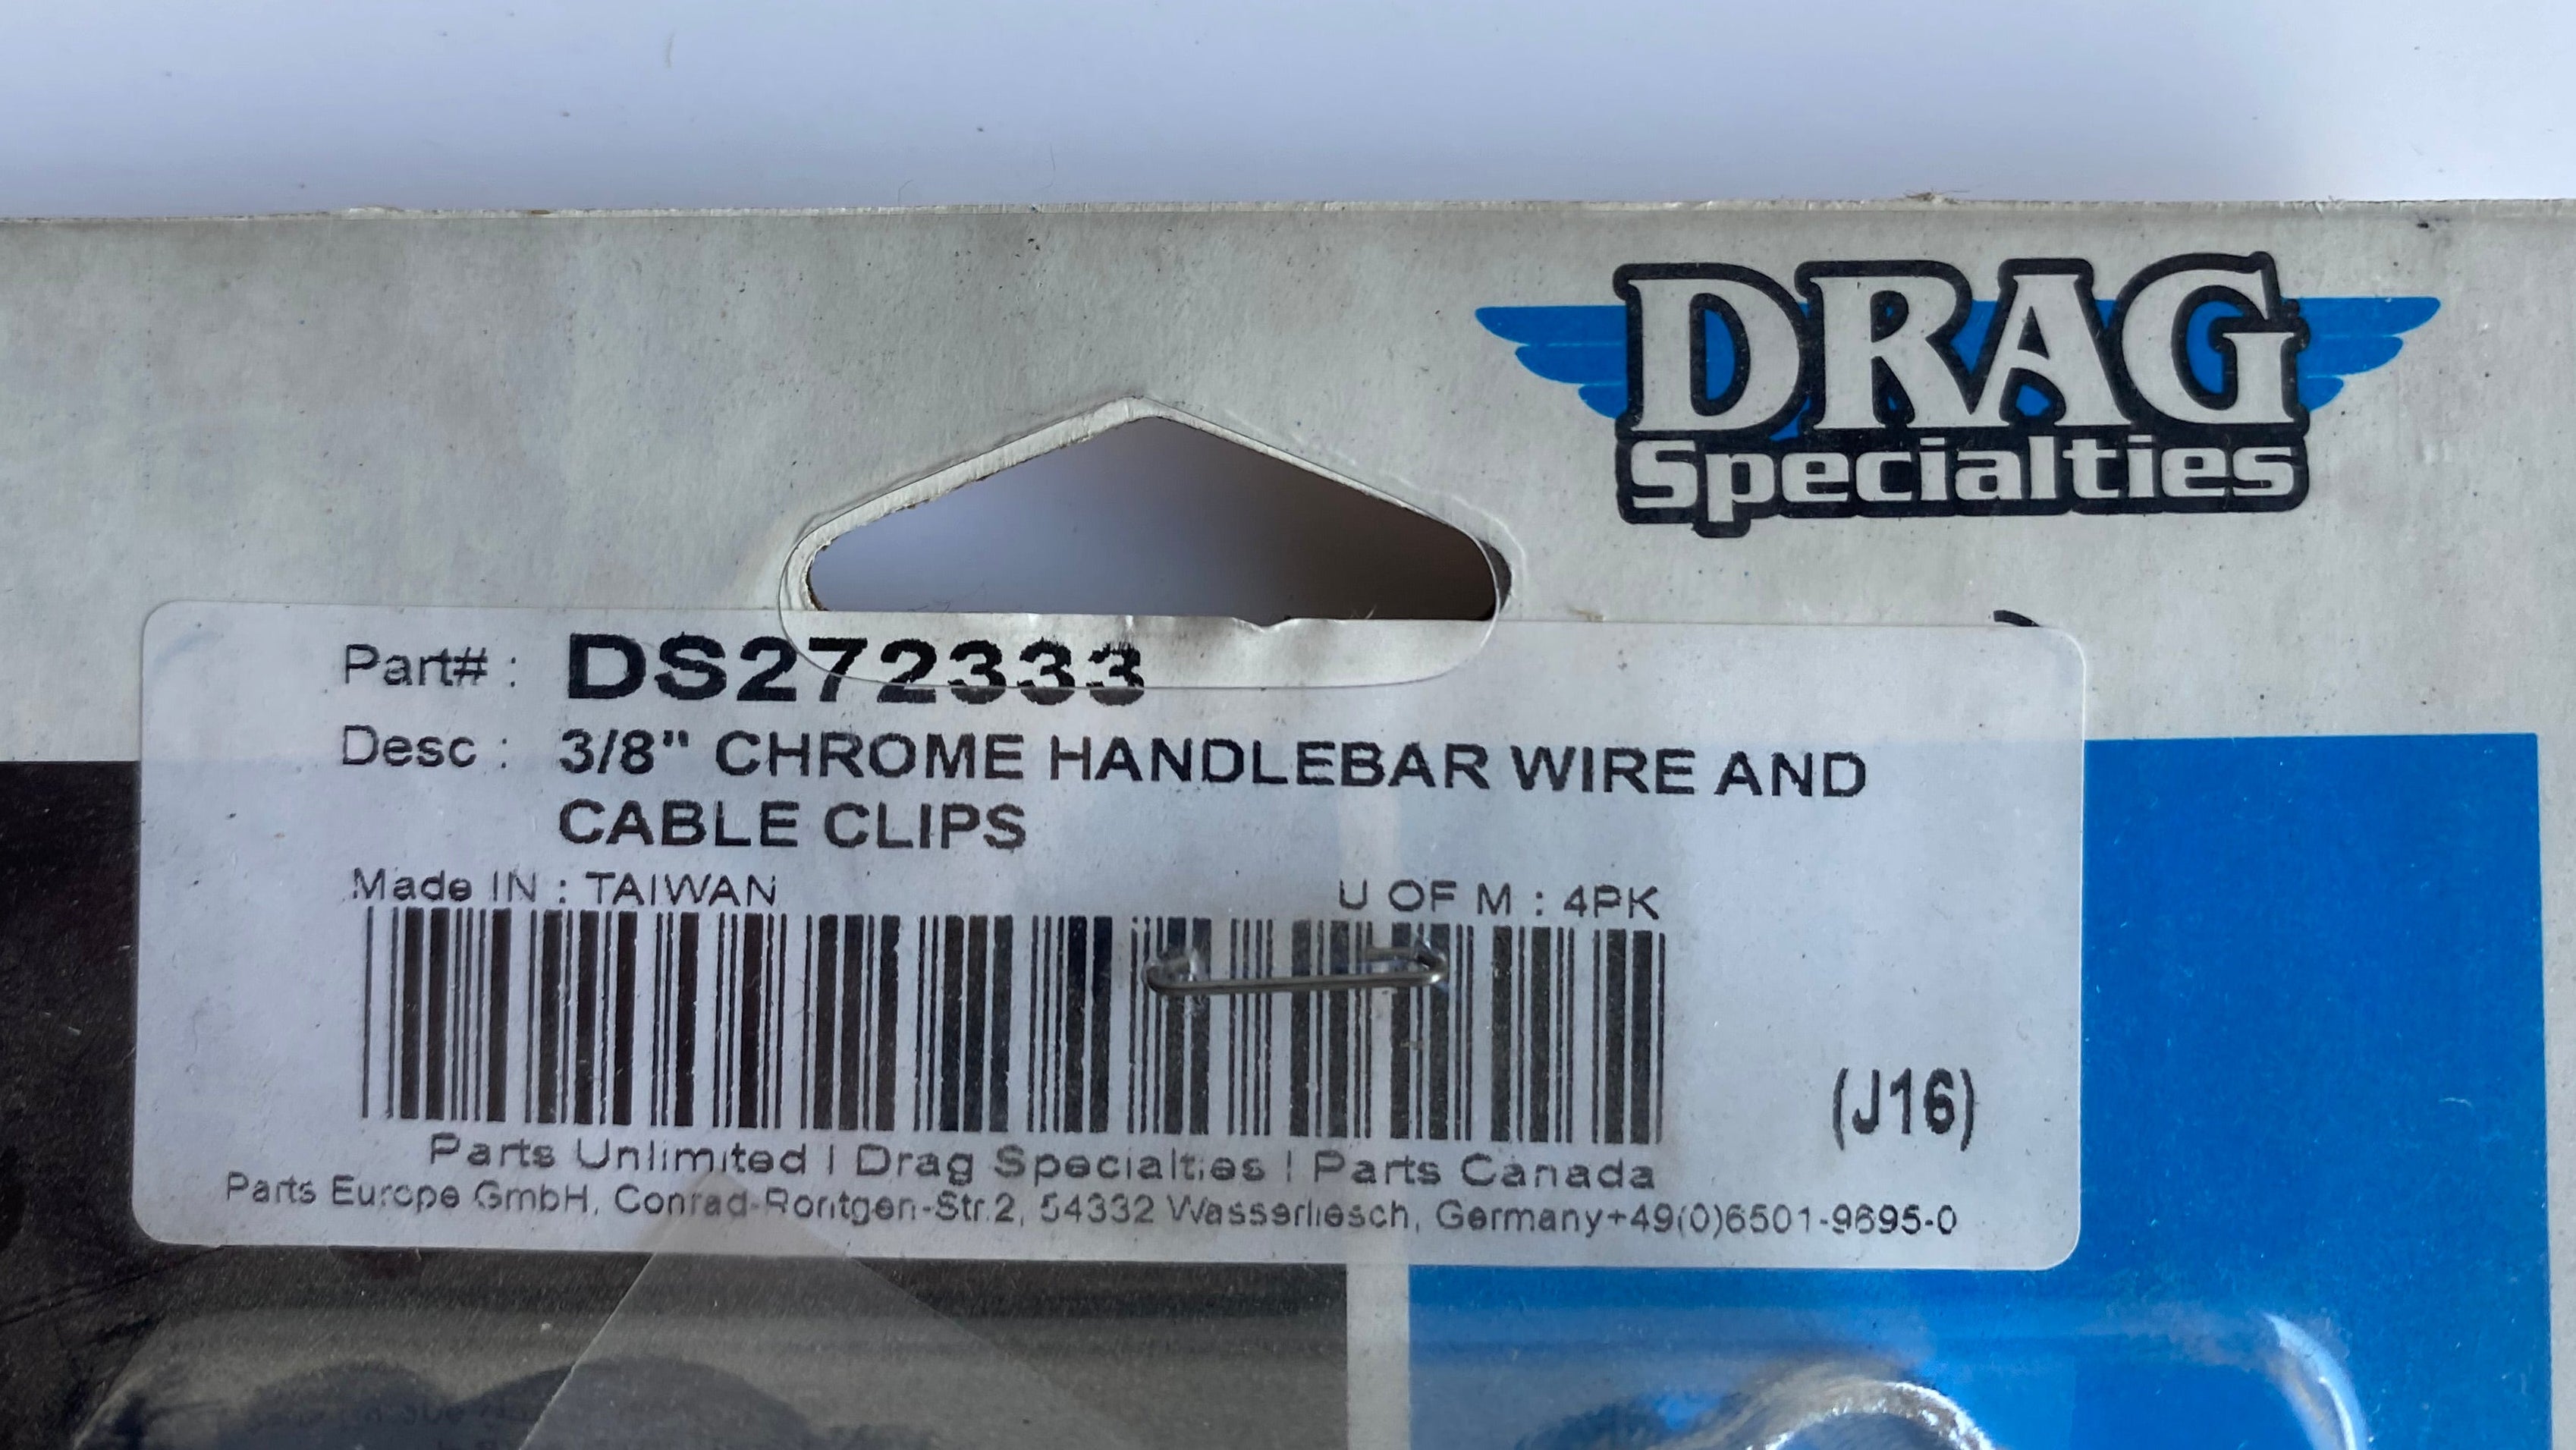 DRAG
Specialties
Part# : DS272333
Desc : 3/8" CHROME HANDLEBAR WIRE AND
CABLE CLIPS
Made IN : TAIWAN
U OF M : 4PK
(J16)
Parts Unlimited | Drag Specialties | Parts Canada
Parts Europe GmbH, Conrad-Rontgen-Str.2, 54332 Wasserliesch, Germany+49(0)6501-9695-0